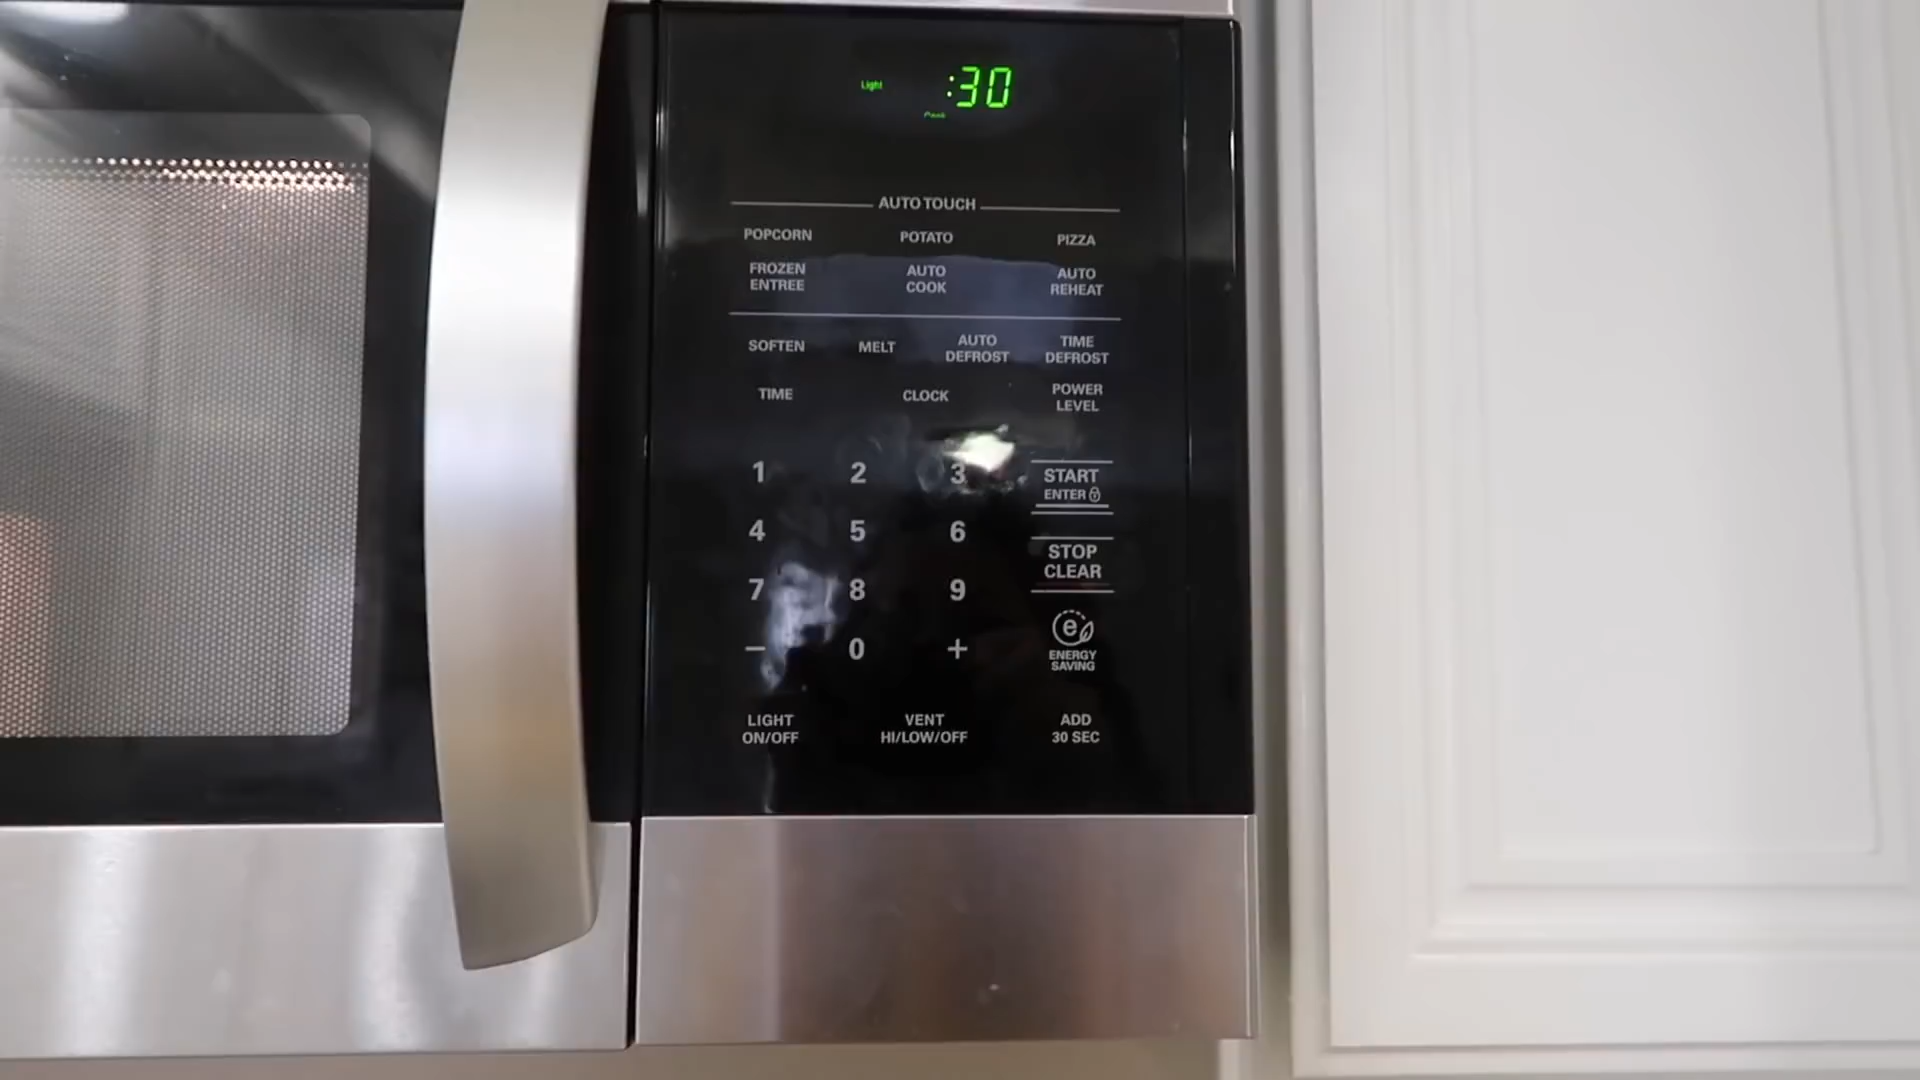 Light :30
Cook
AUTO TOUCH
POPCORN POTATO PIZZA
FROZEN ENTREE AUTO COOK AUTO REHEAT
SOFTEN MELT AUTO DEFROST TIME DEFROST
TIME CLOCK POWER LEVEL
1 2 3 START
ENTER
4 5 6 STOP CLEAR
7 8 9 e
ENERGY SAVING
− 0 +
LIGHT VENT ADD
ON/OFF HI/LOW/OFF 30 SEC